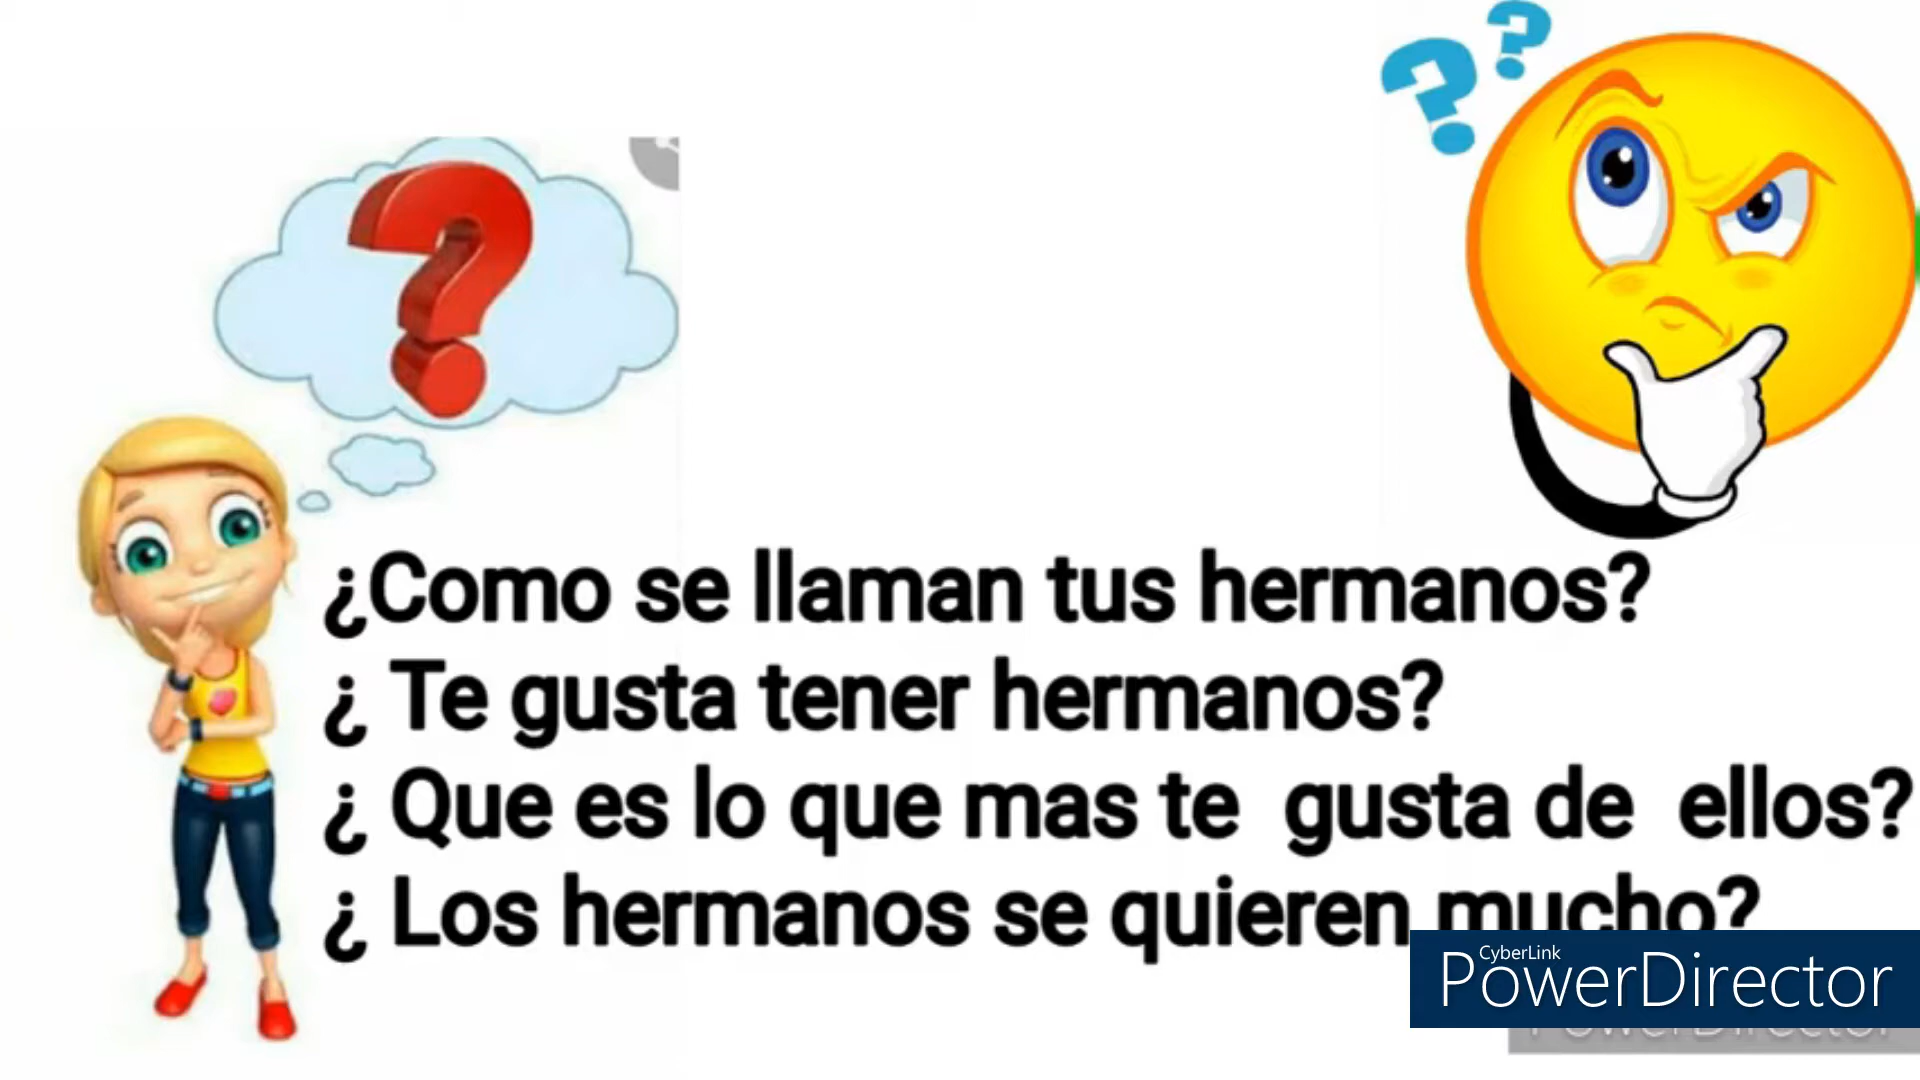 ¿Como se llaman tus hermanos?
¿ Te gusta tener hermanos?
¿ Que es lo que mas te gusta de ellos?
¿ Los hermanos se quieren mucho?
CyberLink
PowerDirector
PowerDirector